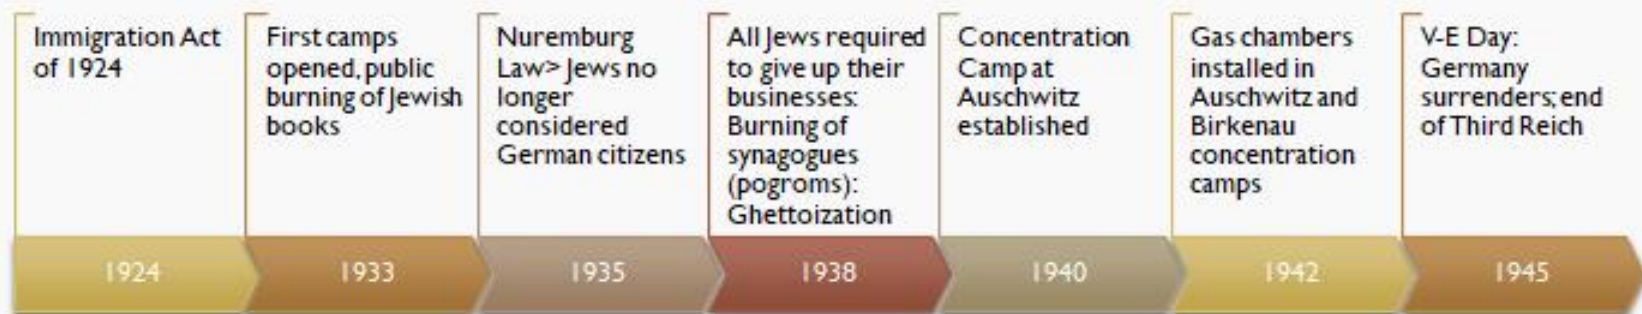 Immigration Act
of 1924
First camps
opened, public
burning of Jewish
books
Nuremburg
Law> Jews no
longer
considered
German citizens
All Jews required
to give up their
businesses:
Burning of
synagogues
(pogroms):
Ghettoization
Concentration
Camp at
Auschwitz
established
Gas chambers
installed in
Auschwitz and
Birkenau
concentration
camps
V-E Day:
Germany
surrenders; end
of Third Reich
1924
1933
1935
1938
1940
1942
1945